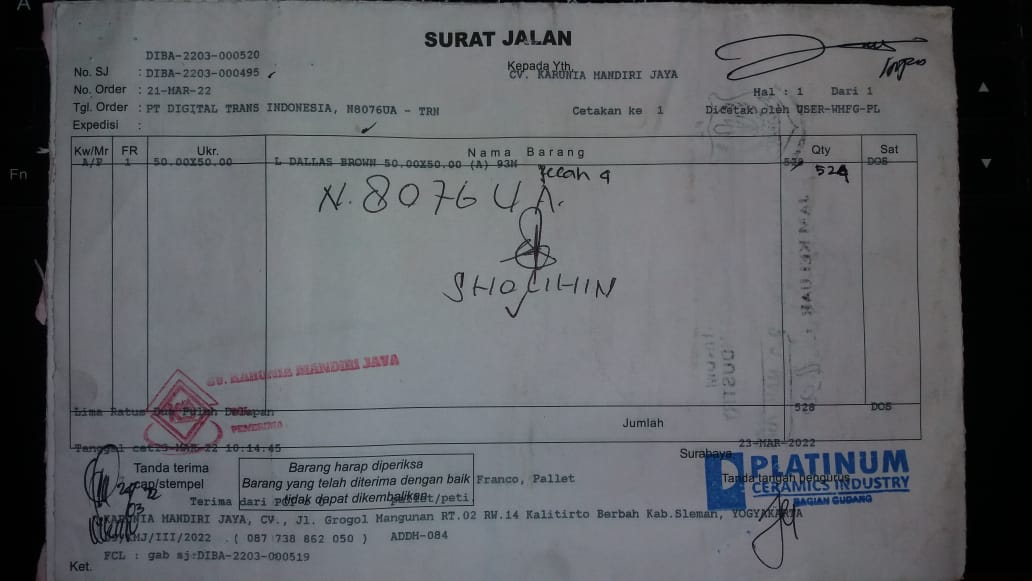 SURAT JALAN
DIBA-2203-000520
No. SJ : DIBA-2203-000495
Kepada Yth.
CV. KARUNIA MANDIRI JAYA
No. Order : 21-MAR-22
Hal : 1 Dari 1
Tgl. Order : PT DIGITAL TRANS INDONESIA, N8076UA - TRN
Cetakan ke 1 Dicetak oleh USER-WHFG-PL
Expedisi :
Kw/Mr FR Ukr. Nama Barang Qty Sat
A/P 1 50.00X50.00 L DALLAS BROWN 50.00X50.00 (A) 93M 528 DOS
524
N. 8076 UA.
SHOLIHIN
JAM KELUAR :
CV. KARUNIA MANDIRI JAYA
PENERIMA
Lima Ratus Dua Puluh Delapan 528 DOS
Jumlah
Tanggal cet23-MAR-22 10:14:45
23-MAR-2022
Surabaya,
Tanda terima
cap/stempel
Barang harap diperiksa
Barang yang telah diterima dengan baik
tidak dapat dikembalikan
Franco, Pallet
Tanda tangan pengurus
PLATINUM
CERAMICS INDUSTRY
BAGIAN GUDANG
Terima dari
pallet/peti,
KARUNIA MANDIRI JAYA, CV., Jl. Grogol Mangunan RT.02 RW.14 Kalitirto Berbah Kab.Sleman, YOGYAKARTA
KMJ/III/2022 .( 087 738 862 050 ) ADDH-084
FCL : gab sj:DIBA-2203-000519
Ket.
A
Fn